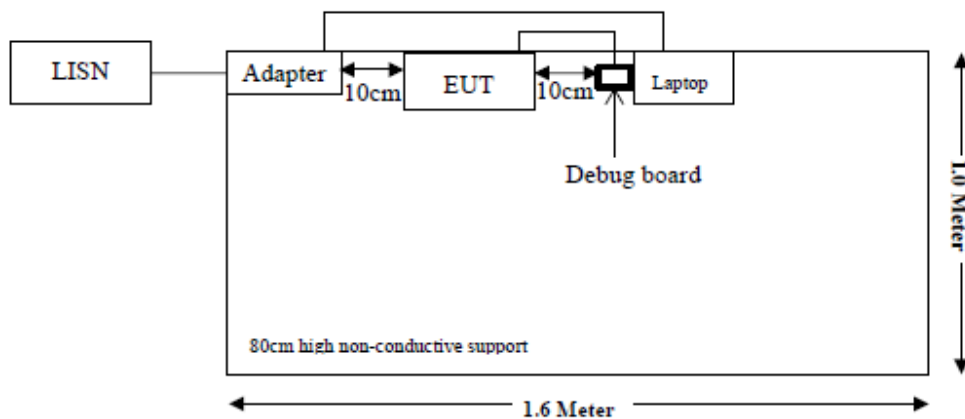 LISN
Adapter
10cm
EUT
10cm
Laptop
Debug board
1.0 Meter
80cm high non-conductive support
1.6 Meter